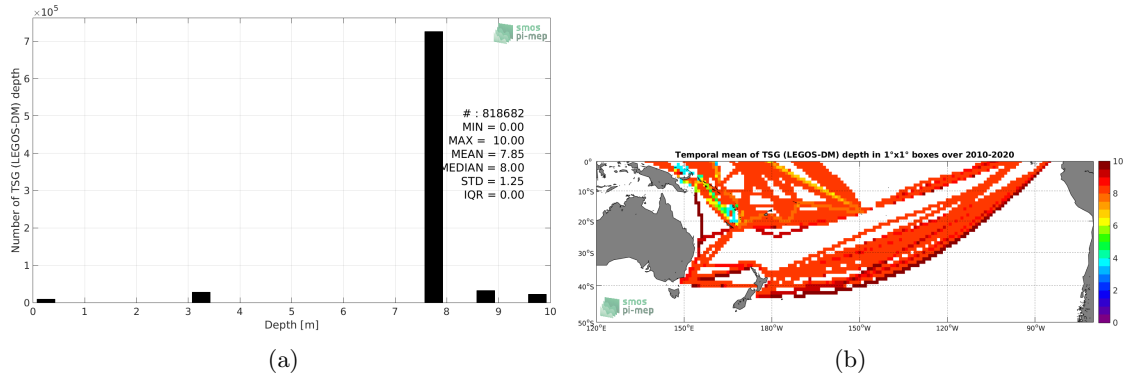 ×10^5
7
6
5
4
3
2
1
0
Number of TSG (LEGOS-DM) depth
smos
pi-mep
# : 818682
MIN = 0.00
MAX = 10.00
MEAN = 7.85
MEDIAN = 8.00
STD = 1.25
IQR = 0.00
0 1 2 3 4 5 6 7 8 9 10
Depth [m]
(a)
Temporal mean of TSG (LEGOS-DM) depth in 1°x1° boxes over 2010-2020
0°
10°S
20°S
30°S
40°S
50°S
smos
pi-mep
120°E 150°E 180°W 150°W 120°W 90°W
10
8
6
4
2
0
(b)